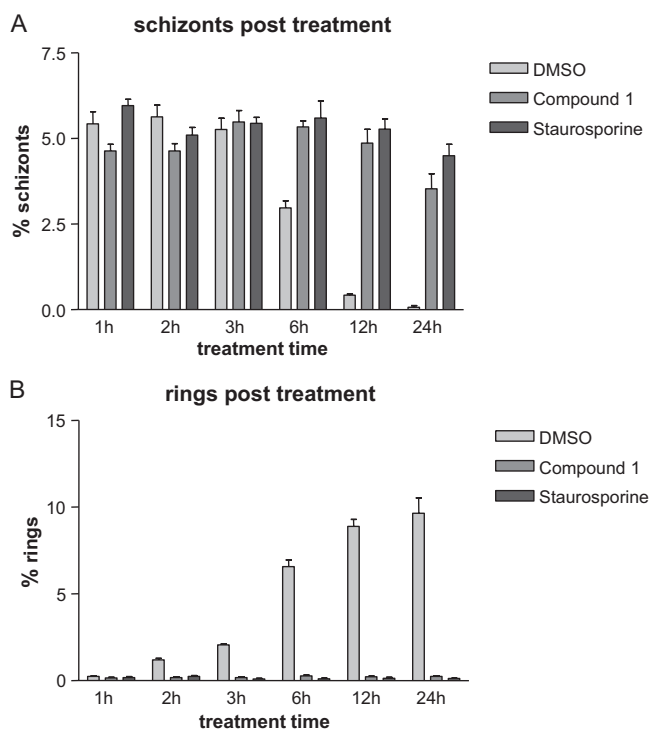 A
schizonts post treatment
7.5
5.0
2.5
0.0
% schizonts
1h 2h 3h 6h 12h 24h
treatment time
DMSO
Compound 1
Staurosporine
B
rings post treatment
15
10
5
0
% rings
1h 2h 3h 6h 12h 24h
treatment time
DMSO
Compound 1
Staurosporine